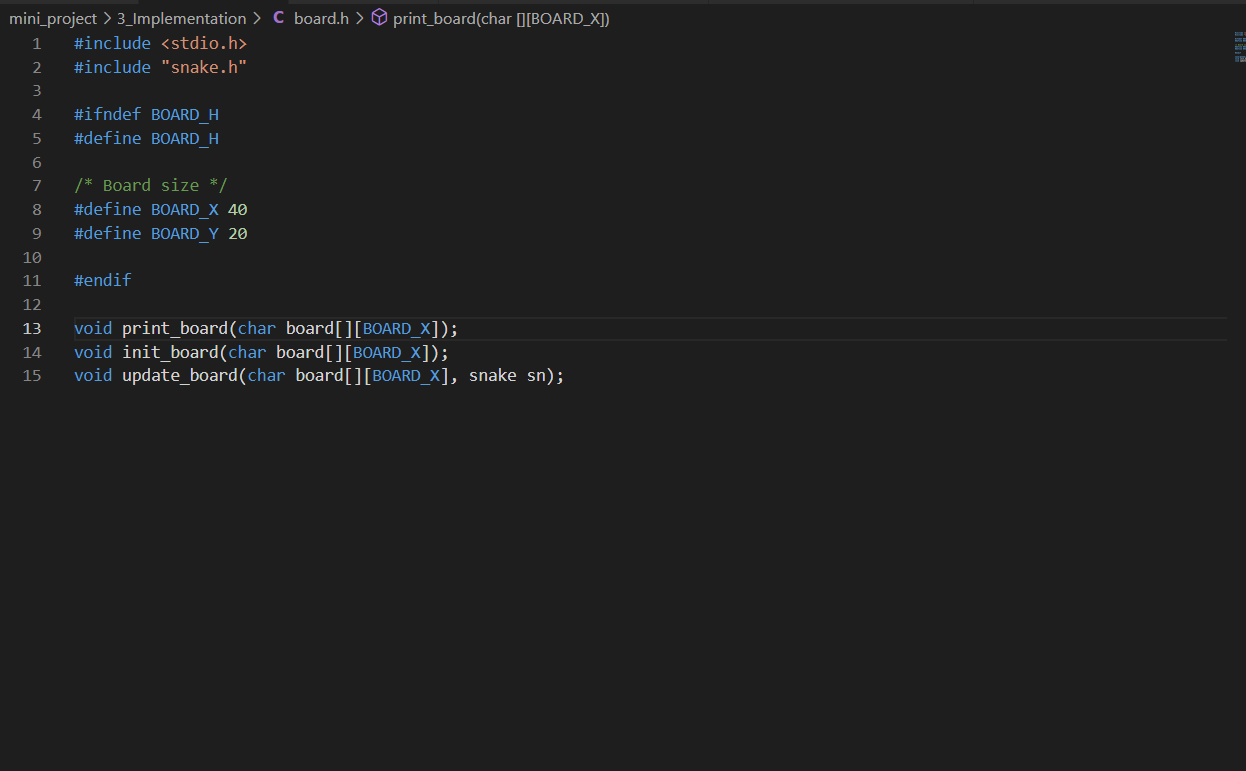 mini_project > 3_Implementation > C board.h > print_board(char [][BOARD_X])
1 #include <stdio.h>
2 #include "snake.h"
3
4 #ifndef BOARD_H
5 #define BOARD_H
6
7 /* Board size */
8 #define BOARD_X 40
9 #define BOARD_Y 20
10
11 #endif
12
13 void print_board(char board[][BOARD_X]);
14 void init_board(char board[][BOARD_X]);
15 void update_board(char board[][BOARD_X], snake sn);